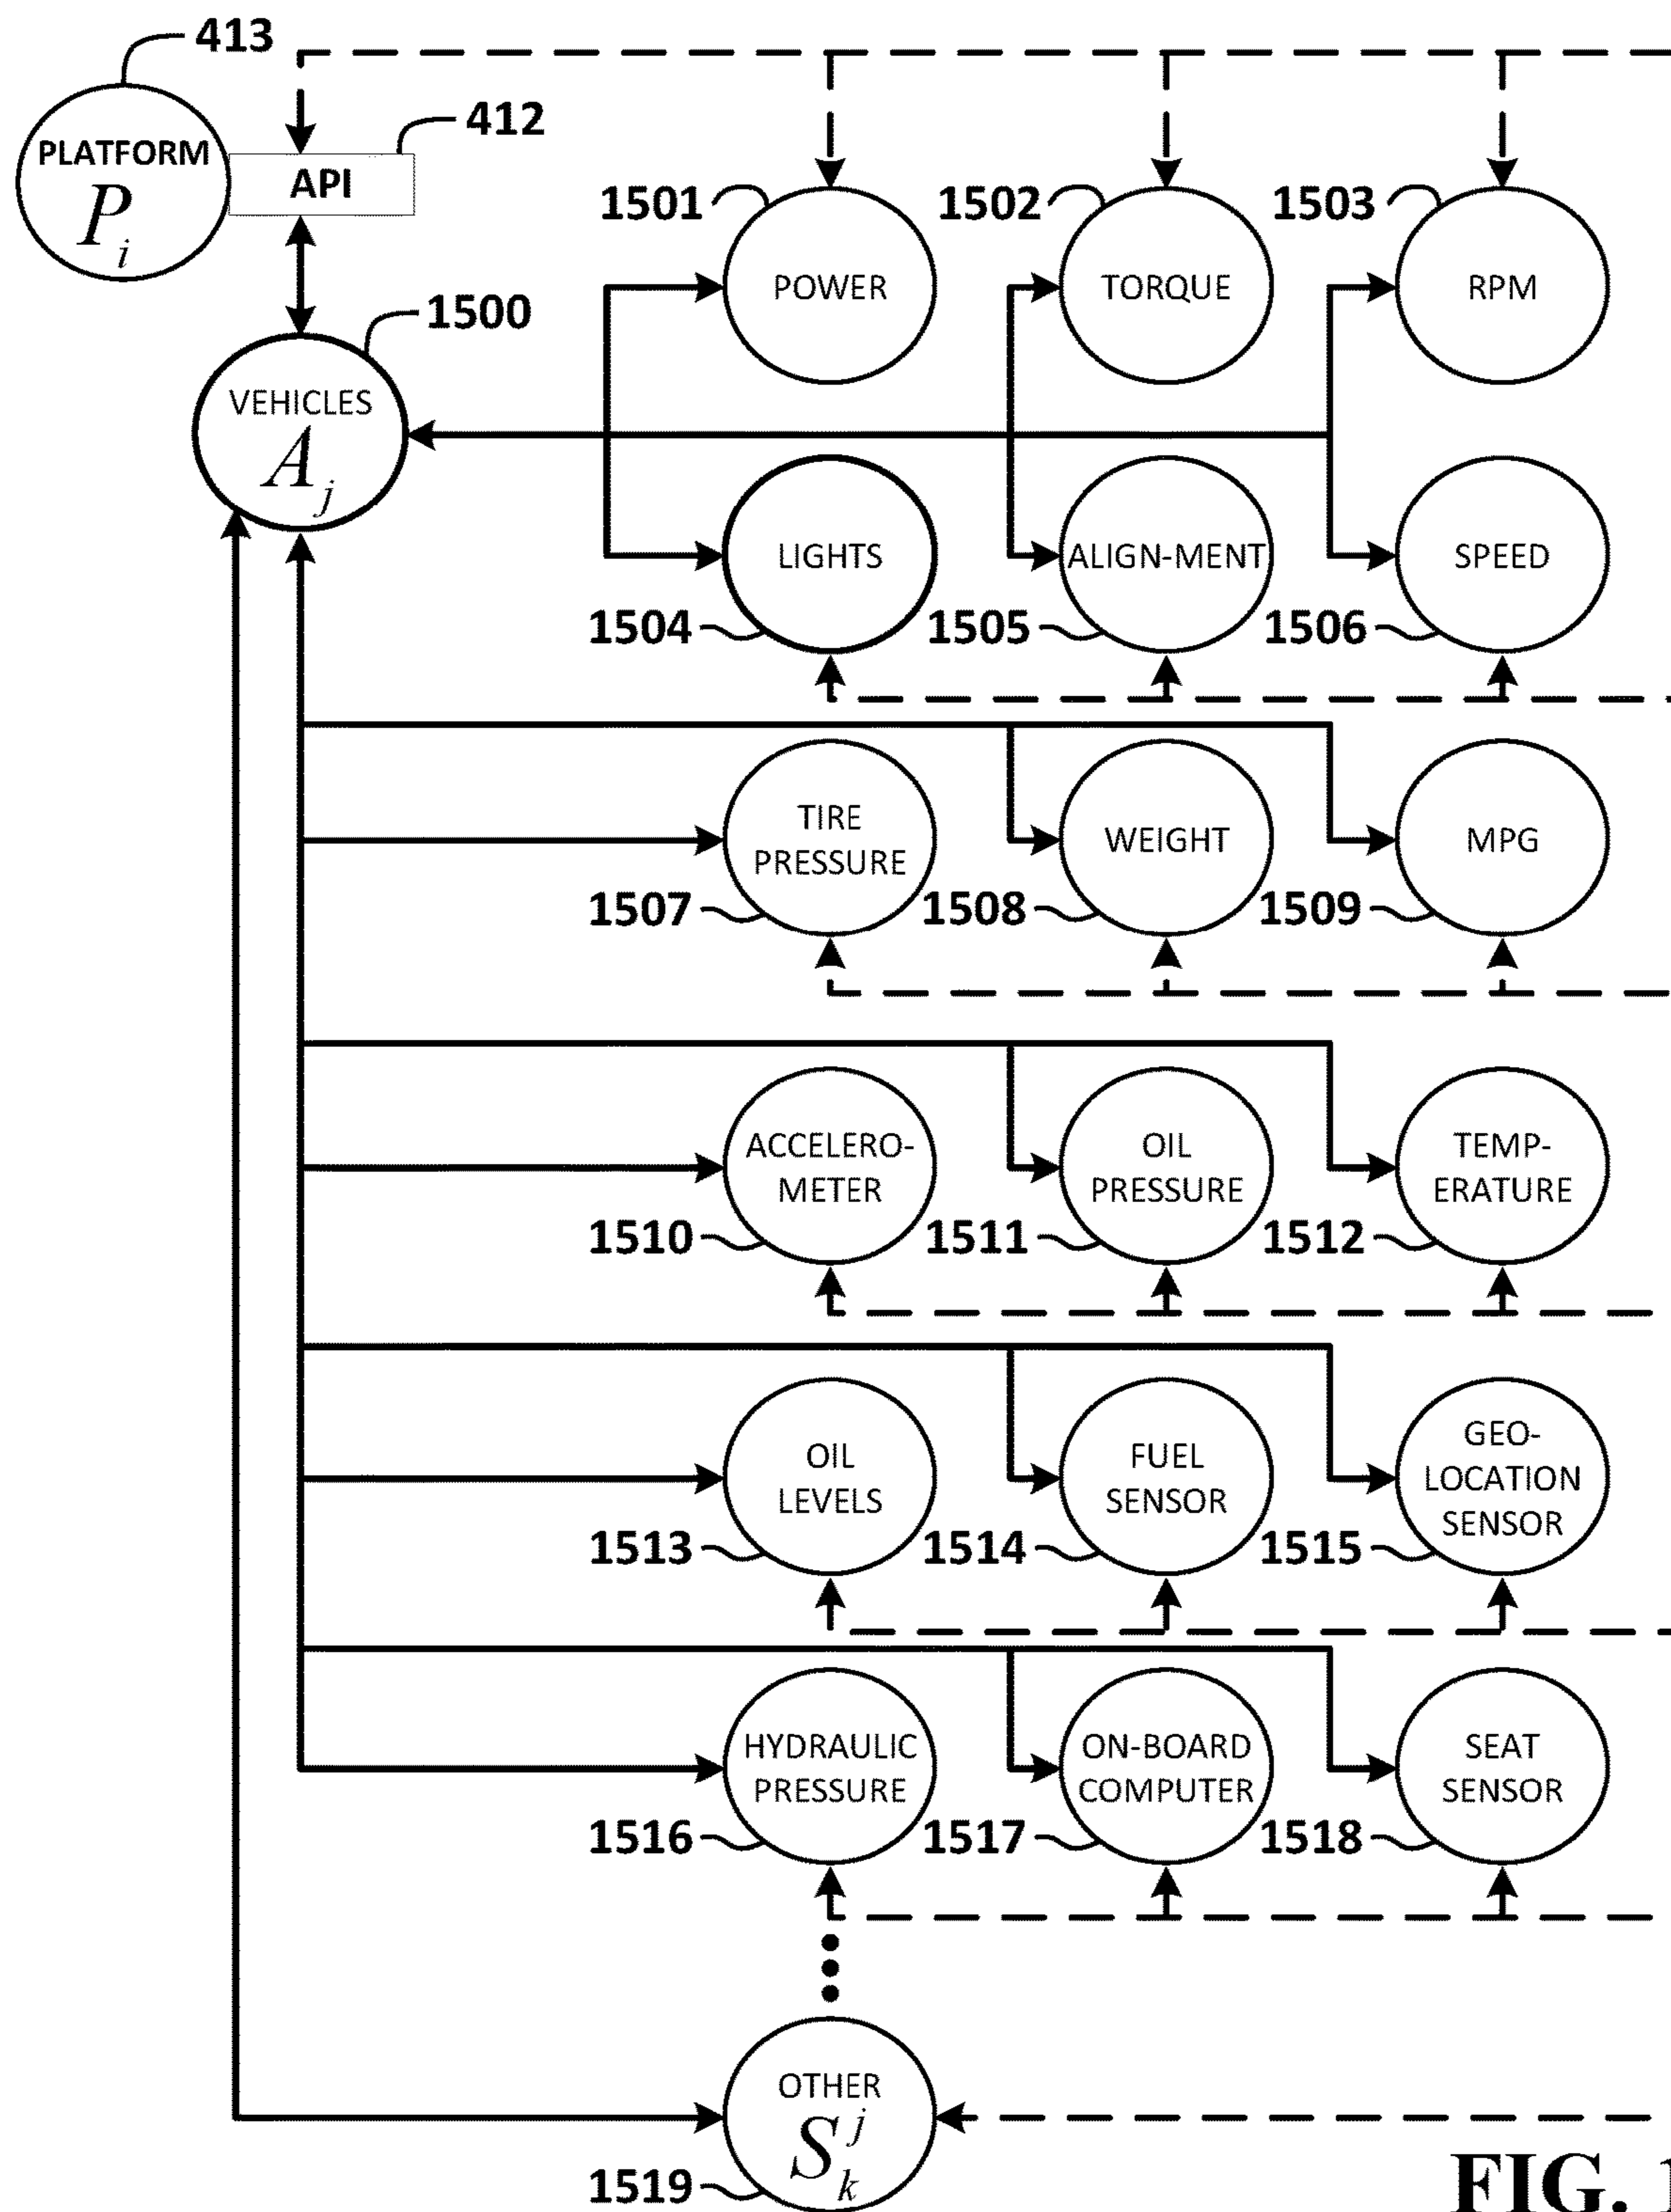 413
PLATFORM
P i
412
API
1500
VEHICLES
A j
1501
1502
1503
POWER
TORQUE
RPM
LIGHTS
ALIGN-MENT
SPEED
1504
1505
1506
TIRE
PRESSURE
WEIGHT
MPG
1507
1508
1509
ACCELERO-
METER
OIL
PRESSURE
TEMP-
ERATURE
1510
1511
1512
OIL
LEVELS
FUEL
SENSOR
GEO-
LOCATION
SENSOR
1513
1514
1515
HYDRAULIC
PRESSURE
ON-BOARD
COMPUTER
SEAT
SENSOR
1516
1517
1518
OTHER
S j k
1519
FIG. 1